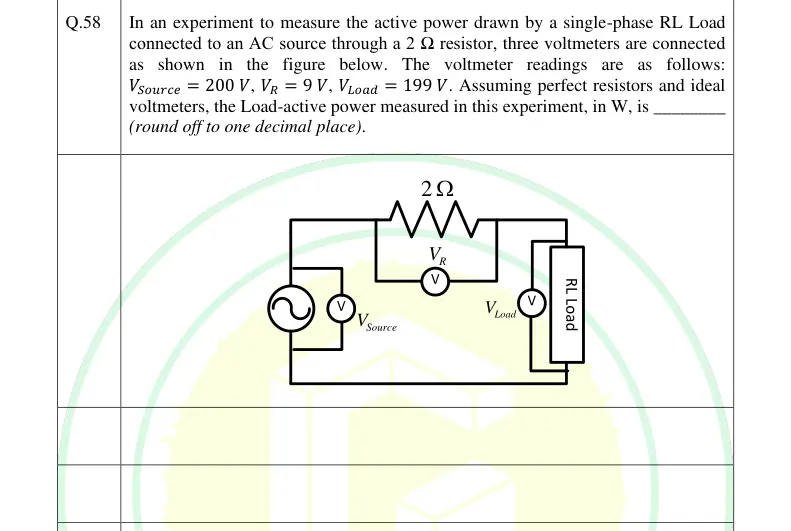 Q.58
In an experiment to measure the active power drawn by a single-phase RL Load
connected to an AC source through a 2 Ω resistor, three voltmeters are connected
as shown in the figure below. The voltmeter readings are as follows:
V_Source = 200 V, V_R = 9 V, V_Load = 199 V. Assuming perfect resistors and ideal
voltmeters, the Load-active power measured in this experiment, in W, is ________
(round off to one decimal place).
2 Ω
V_R
V
V
V_Source
V_Load
V
RL Load